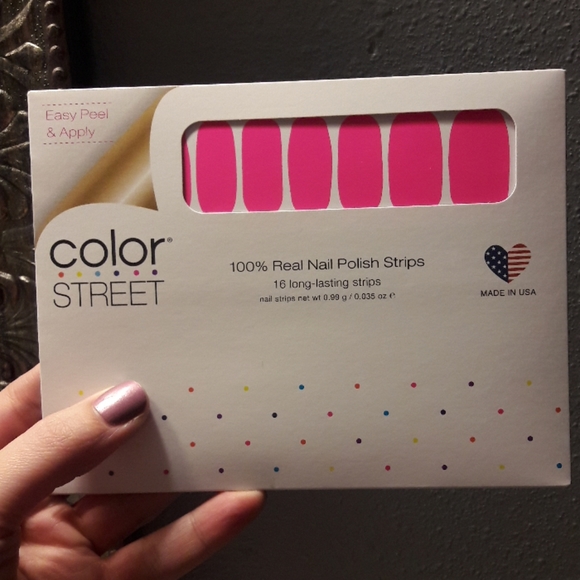 Easy Peel
& Apply
color®
STREET
100% Real Nail Polish Strips
16 long-lasting strips
nail strips net wt 0.99 g / 0.035 oz ℮
MADE IN USA